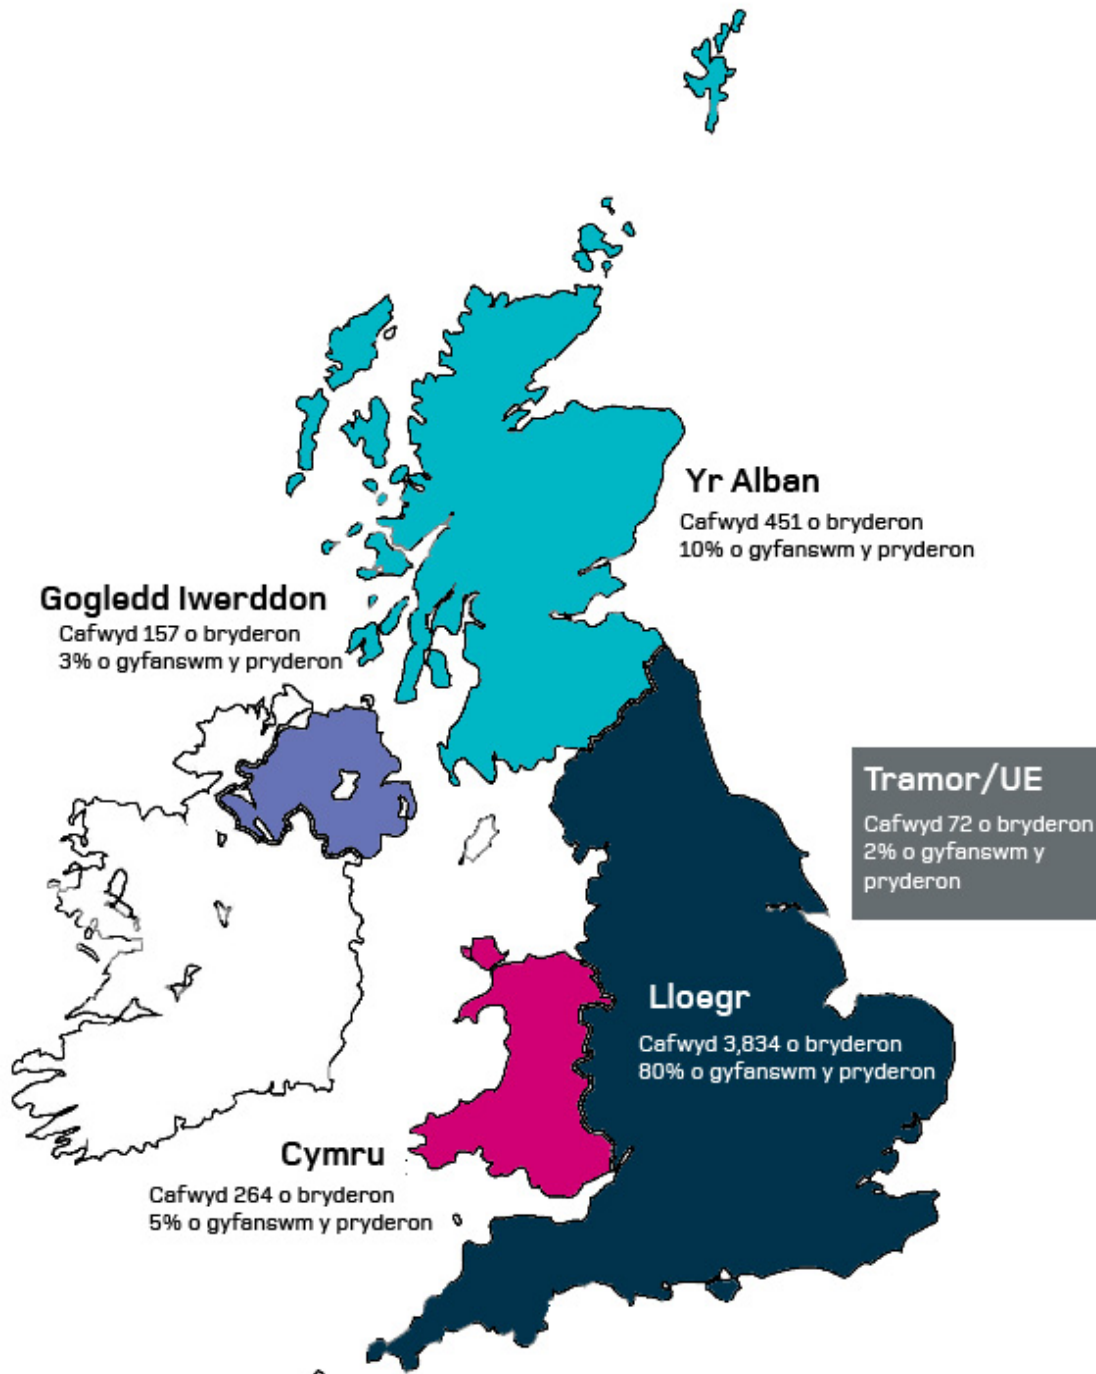 Yr Alban
Cafwyd 451 o bryderon
10% o gyfanswm y pryderon
Gogledd Iwerddon
Cafwyd 157 o bryderon
3% o gyfanswm y pryderon
Tramor/UE
Cafwyd 72 o bryderon
2% o gyfanswm y
pryderon
Lloegr
Cafwyd 3,834 o bryderon
80% o gyfanswm y pryderon
Cymru
Cafwyd 264 o bryderon
5% o gyfanswm y pryderon